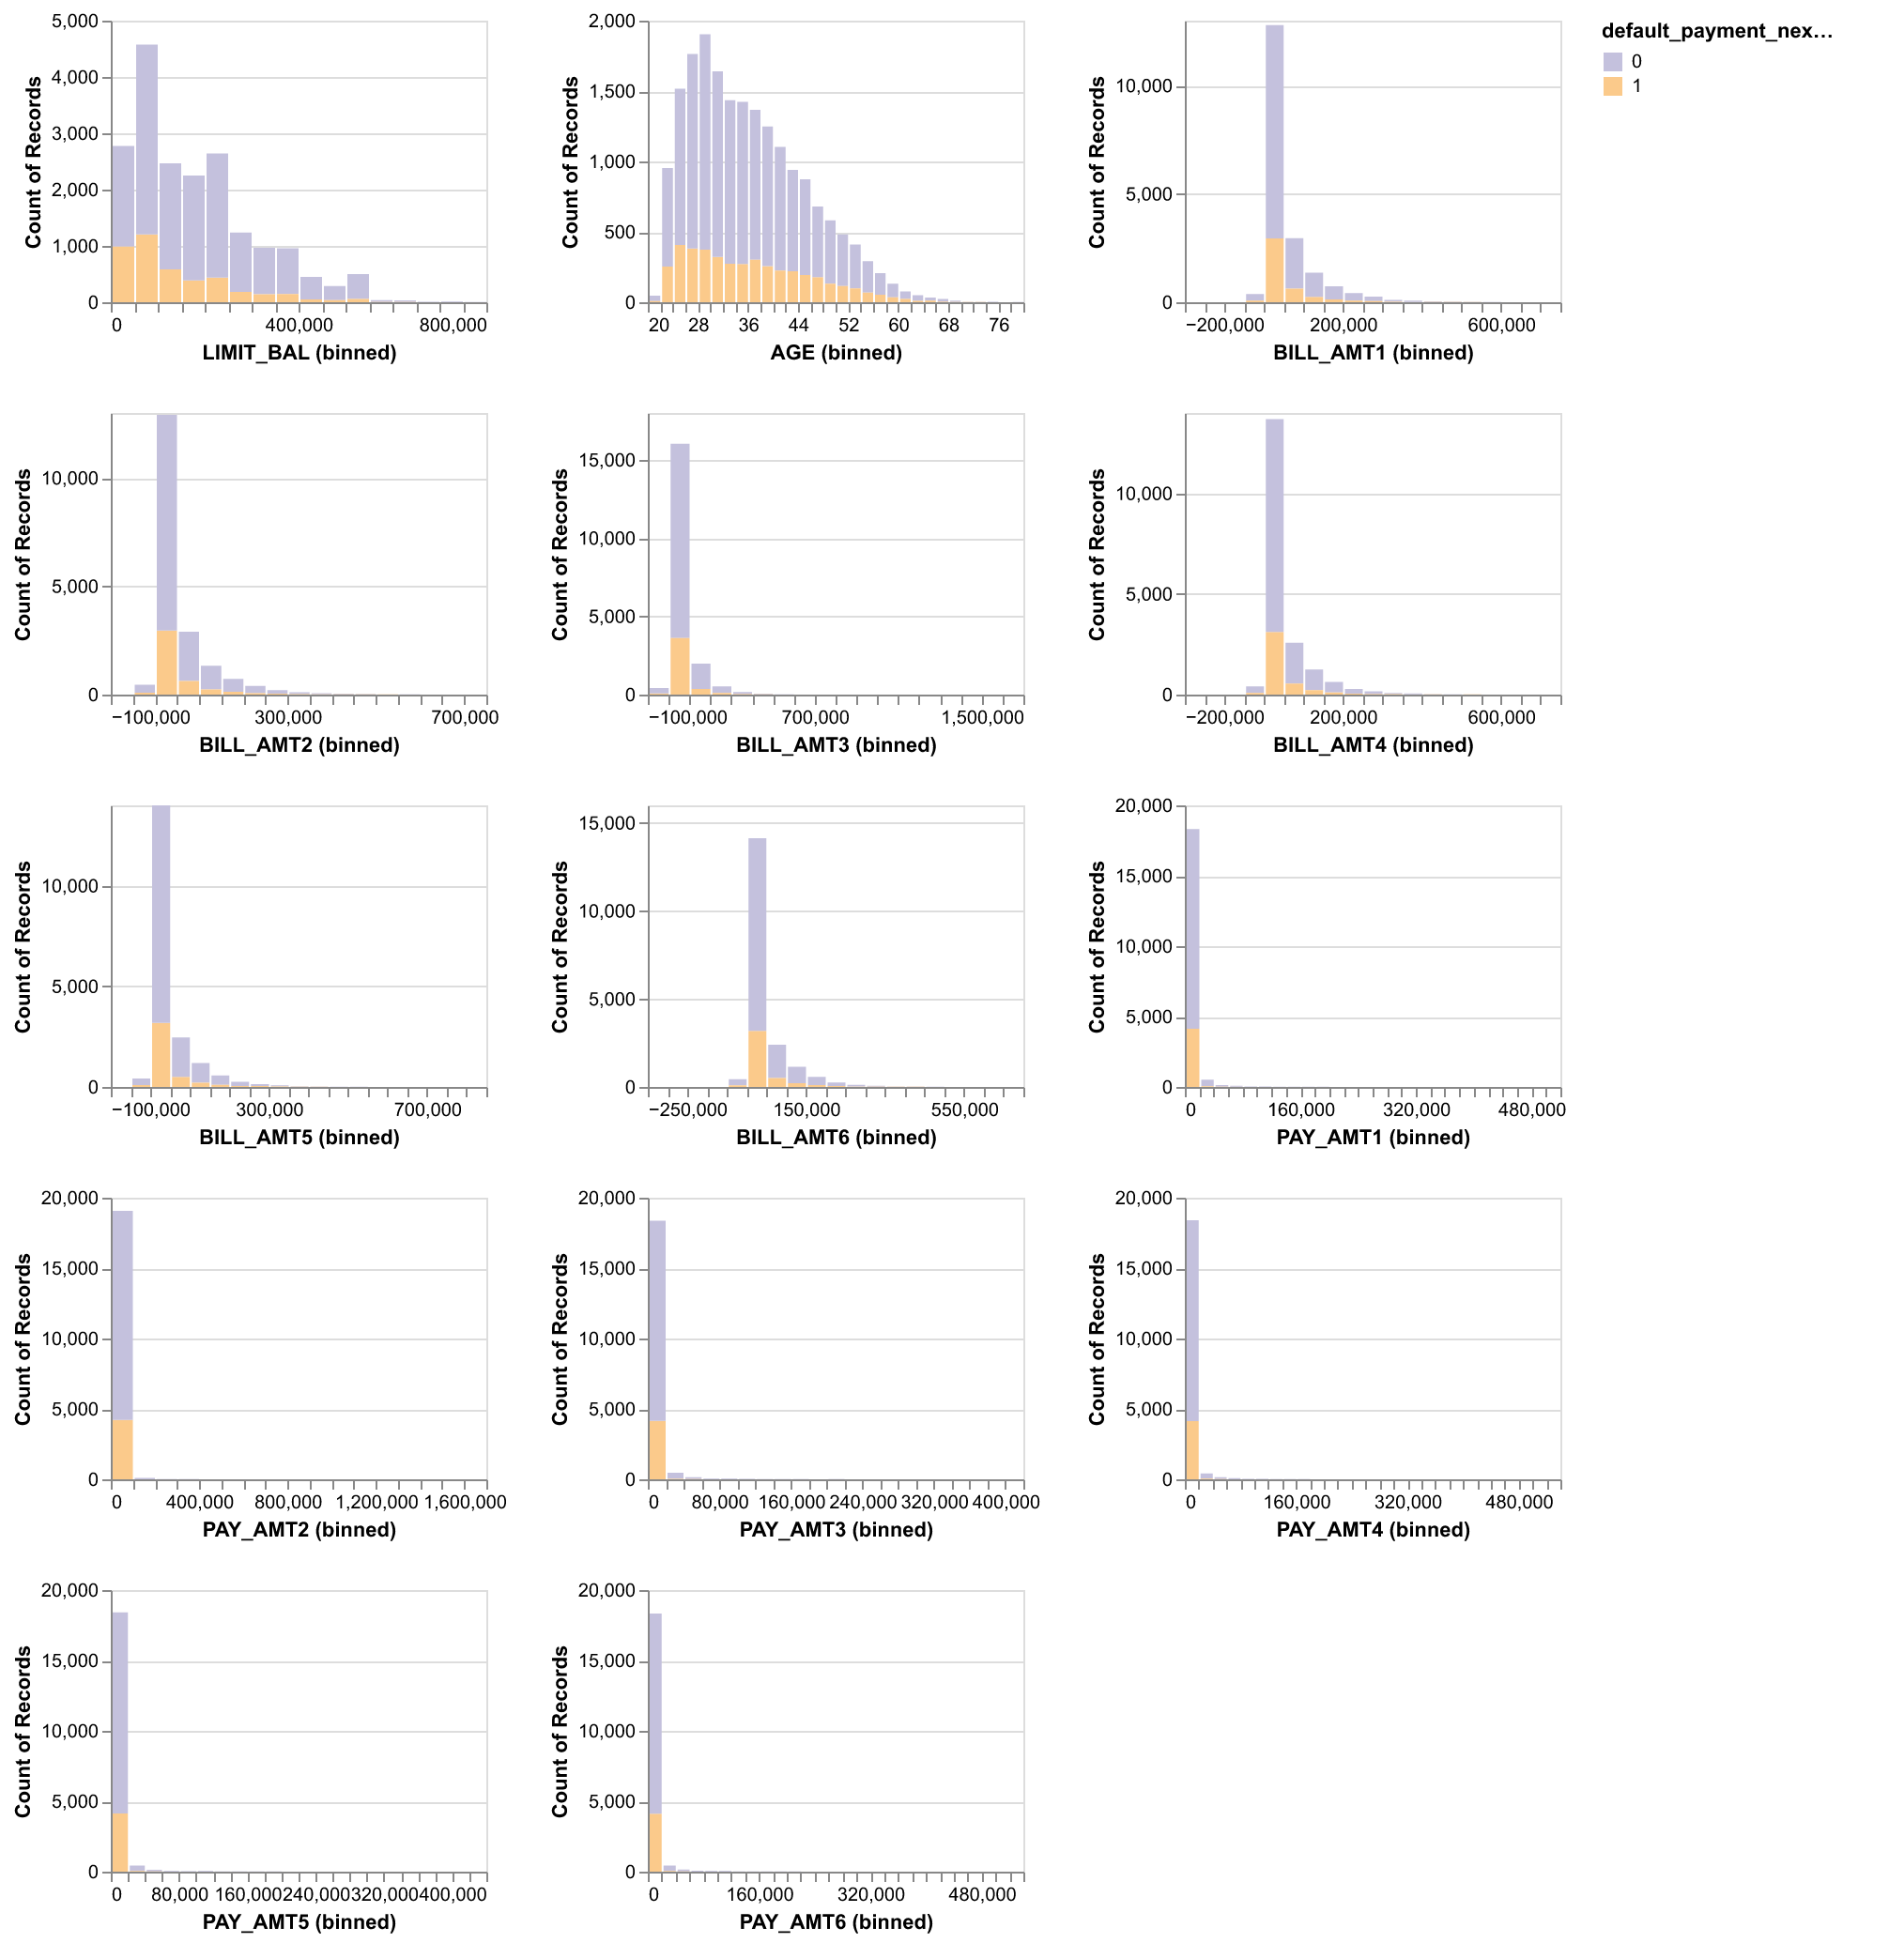 default_payment_nex…
0
1
Count of Records
5,000
4,000
3,000
2,000
1,000
0
0 400,000 800,000
LIMIT_BAL (binned)
Count of Records
2,000
1,500
1,000
500
0
20 28 36 44 52 60 68 76
AGE (binned)
Count of Records
10,000
5,000
0
−200,000 200,000 600,000
BILL_AMT1 (binned)
Count of Records
10,000
5,000
0
−100,000 300,000 700,000
BILL_AMT2 (binned)
Count of Records
15,000
10,000
5,000
0
−100,000 700,000 1,500,000
BILL_AMT3 (binned)
Count of Records
10,000
5,000
0
−200,000 200,000 600,000
BILL_AMT4 (binned)
Count of Records
10,000
5,000
0
−100,000 300,000 700,000
BILL_AMT5 (binned)
Count of Records
15,000
10,000
5,000
0
−250,000 150,000 550,000
BILL_AMT6 (binned)
Count of Records
20,000
15,000
10,000
5,000
0
0 160,000 320,000 480,000
PAY_AMT1 (binned)
Count of Records
20,000
15,000
10,000
5,000
0
0 400,000 800,000 1,200,000 1,600,000
PAY_AMT2 (binned)
Count of Records
20,000
15,000
10,000
5,000
0
0 80,000 160,000 240,000 320,000 400,000
PAY_AMT3 (binned)
Count of Records
20,000
15,000
10,000
5,000
0
0 160,000 320,000 480,000
PAY_AMT4 (binned)
Count of Records
20,000
15,000
10,000
5,000
0
0 80,000 160,000 240,000 320,000 400,000
PAY_AMT5 (binned)
Count of Records
20,000
15,000
10,000
5,000
0
0 160,000 320,000 480,000
PAY_AMT6 (binned)